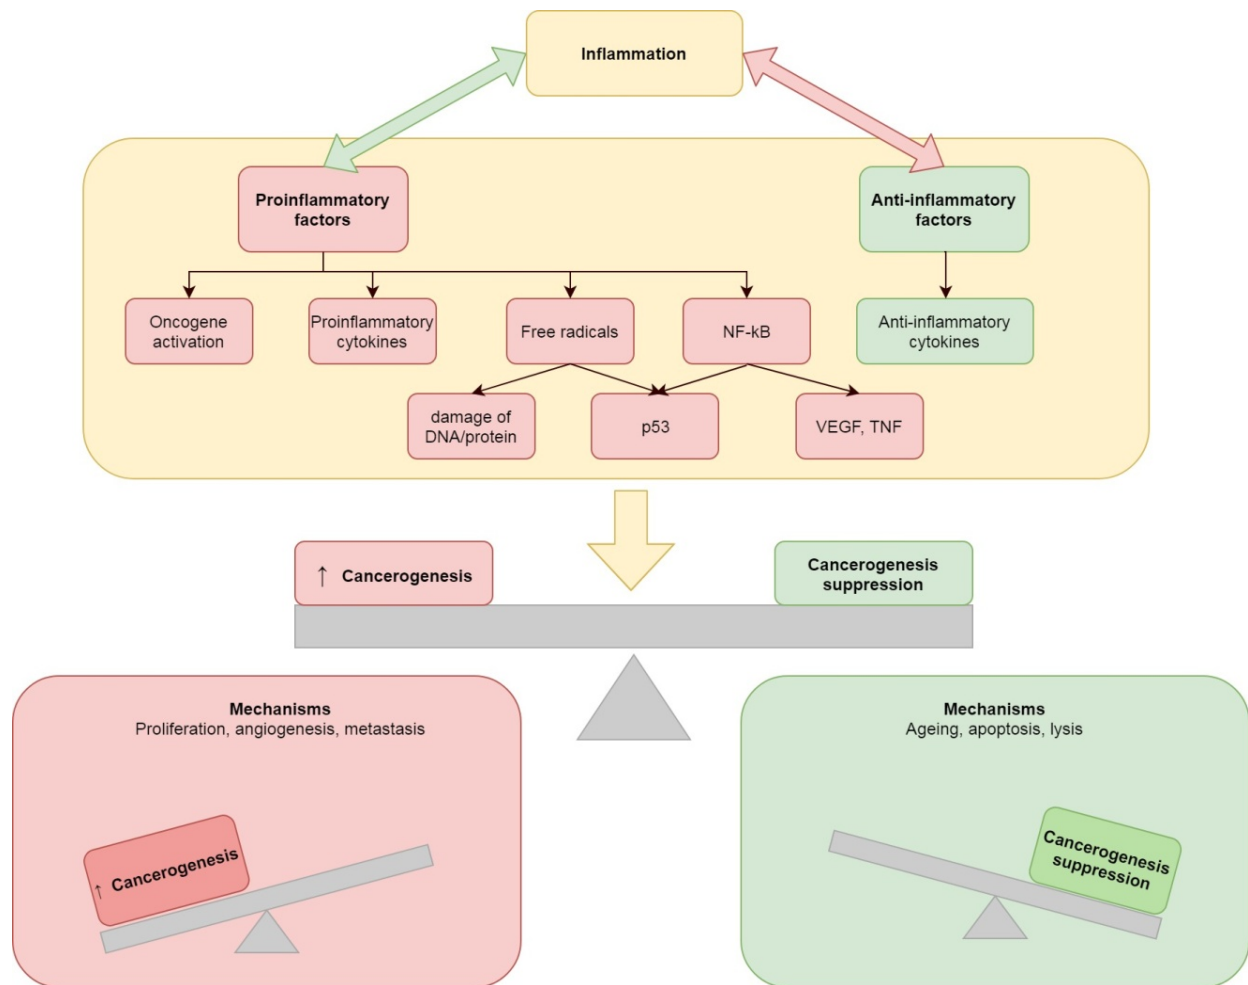 Inflammation
Proinflammatory
factors
Anti-inflammatory
factors
Oncogene
activation
Proinflammatory
cytokines
Free radicals
NF-kB
Anti-inflammatory
cytokines
damage of
DNA/protein
p53
VEGF, TNF
↑ Cancerogenesis
Cancerogenesis
suppression
Mechanisms
Proliferation, angiogenesis, metastasis
↑ Cancerogenesis
Mechanisms
Ageing, apoptosis, lysis
Cancerogenesis
suppression